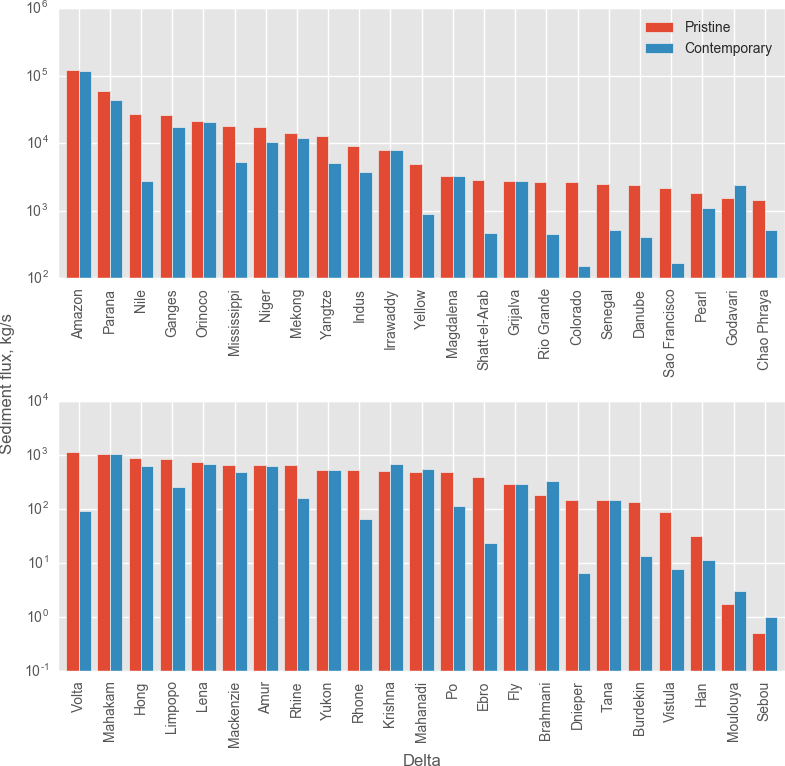 10^6
10^5
10^4
10^3
10^2
Pristine
Contemporary
Amazon
Parana
Nile
Ganges
Orinoco
Mississippi
Niger
Mekong
Yangtze
Indus
Irrawaddy
Yellow
Magdalena
Shatt-el-Arab
Grijalva
Rio Grande
Colorado
Senegal
Danube
Sao Francisco
Pearl
Godavari
Chao Phraya
Sediment flux, kg/s
10^4
10^3
10^2
10^1
10^0
10^-1
Volta
Mahakam
Hong
Limpopo
Lena
Mackenzie
Amur
Rhine
Yukon
Rhone
Krishna
Mahanadi
Po
Ebro
Fly
Brahmani
Dnieper
Tana
Burdekin
Vistula
Han
Moulouya
Sebou
Delta